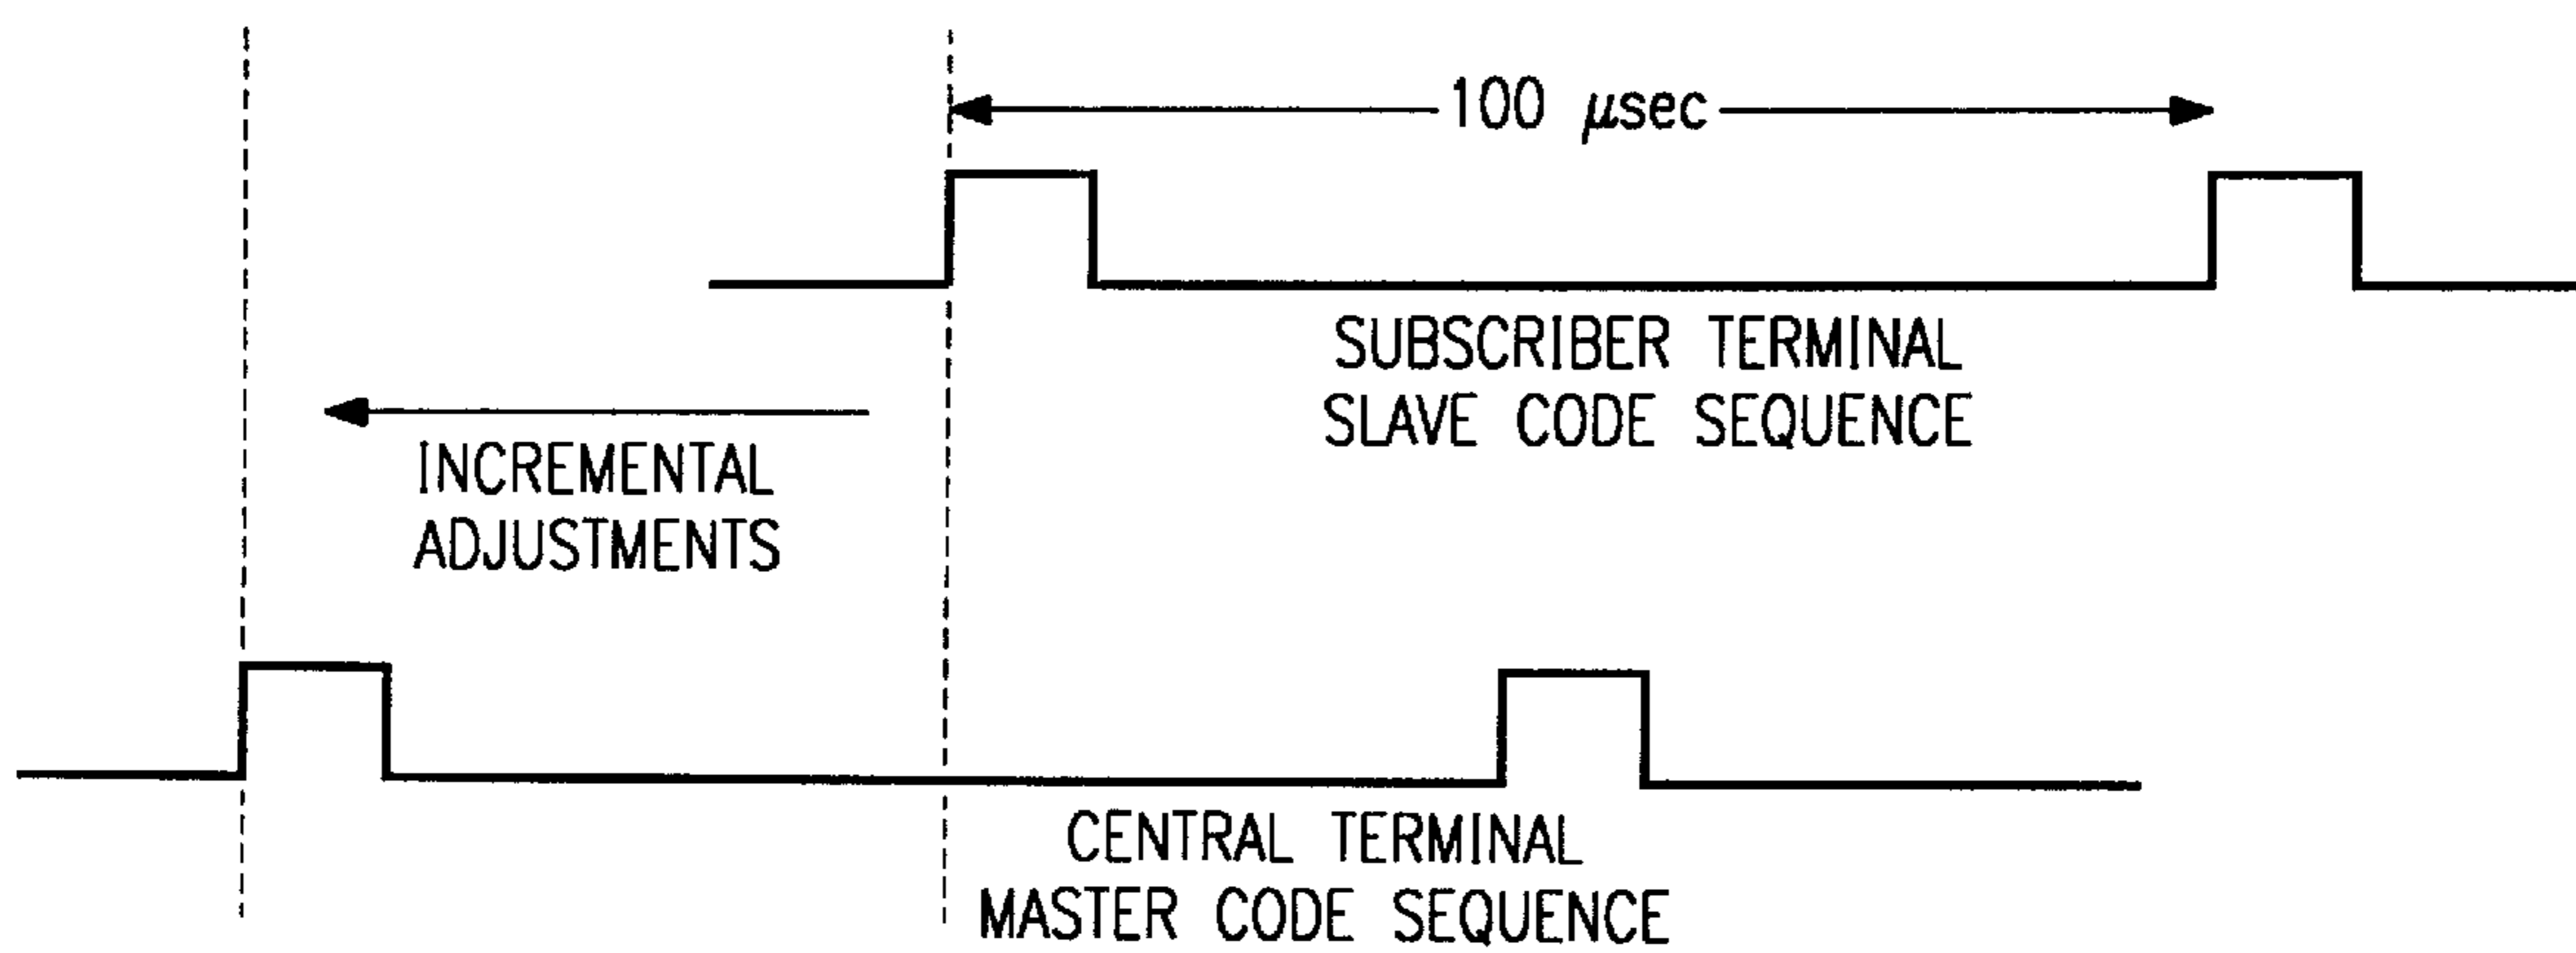 100 μsec
SUBSCRIBER TERMINAL
SLAVE CODE SEQUENCE
INCREMENTAL
ADJUSTMENTS
CENTRAL TERMINAL
MASTER CODE SEQUENCE